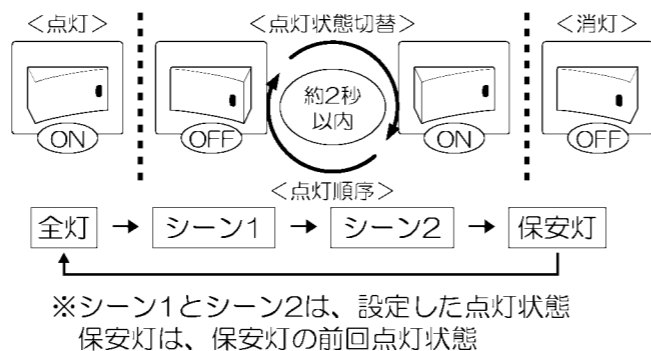 ＜点灯＞ ＜点灯状態切替＞ ＜消灯＞
約2秒
以内
ON OFF ON OFF
＜点灯順序＞
全灯 → シーン1 → シーン2 → 保安灯
※シーン1とシーン2は、設定した点灯状態
保安灯は、保安灯の前回点灯状態